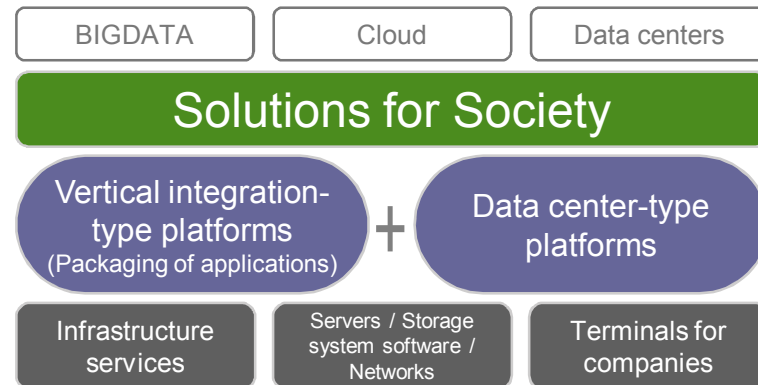 BIGDATA
Cloud
Data centers
Solutions for Society
Vertical integration-
type platforms
(Packaging of applications)
+
Data center-type
platforms
Infrastructure
services
Servers / Storage
system software /
Networks
Terminals for
companies